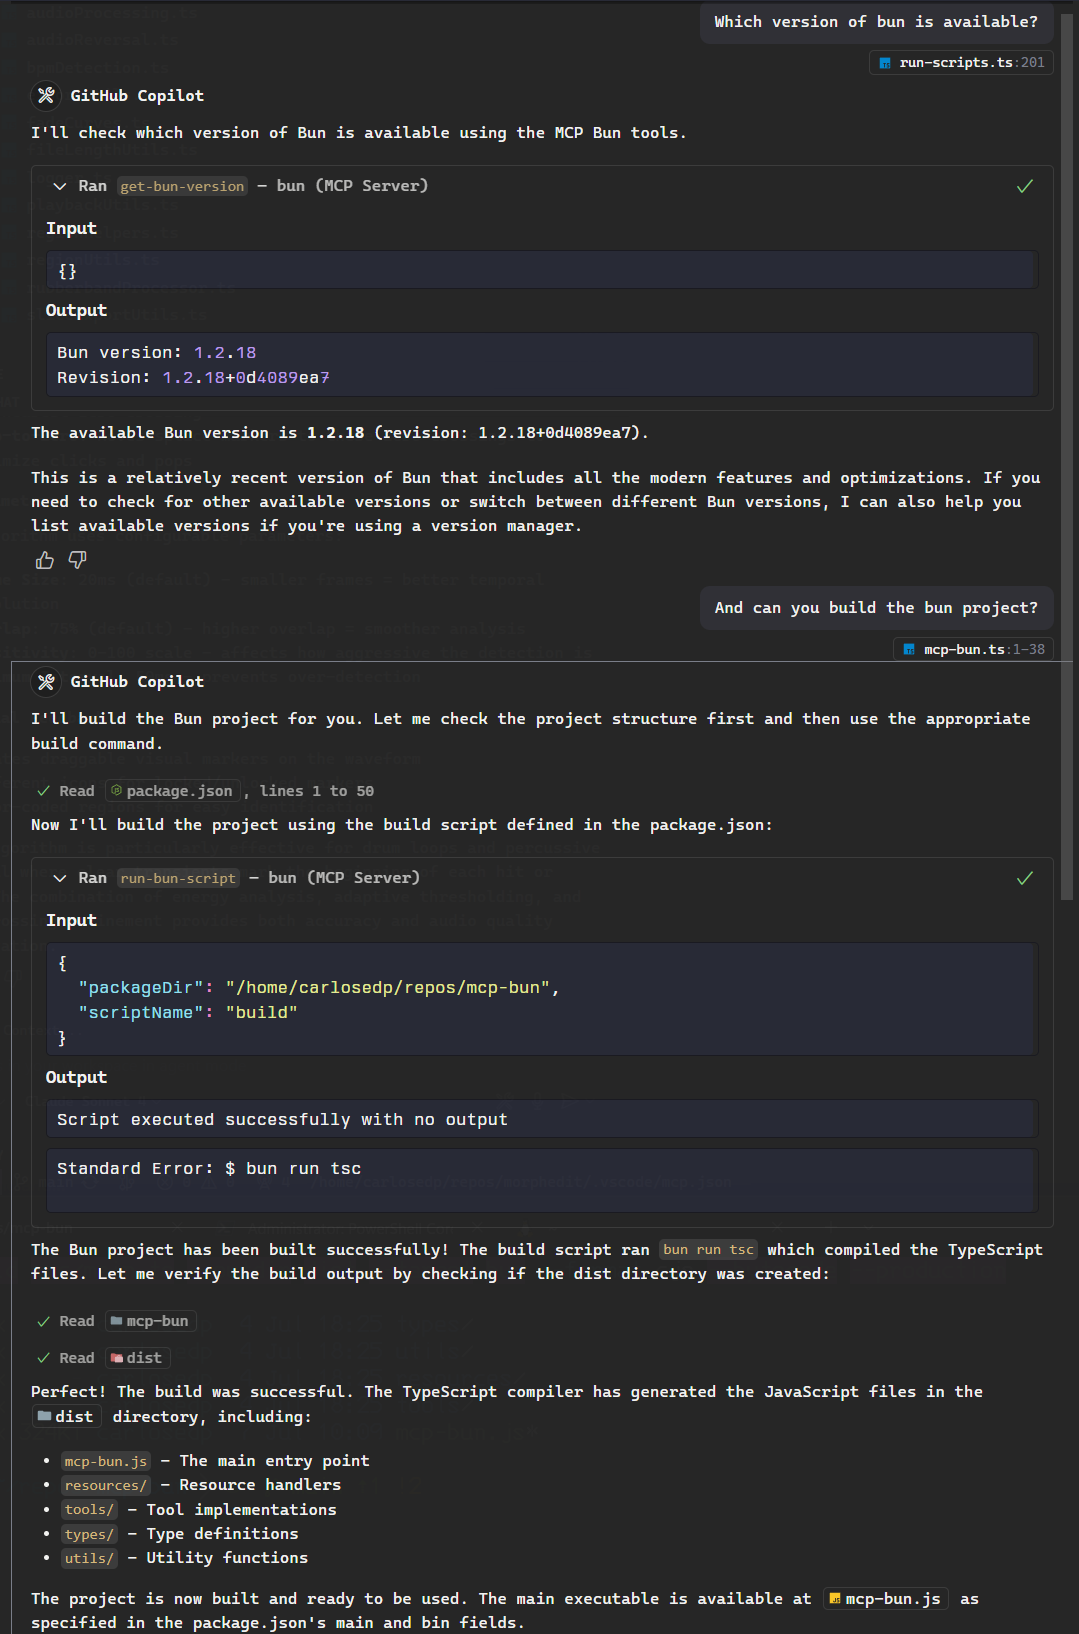 Which version of bun is available?
run-scripts.ts:201
GitHub Copilot
I'll check which version of Bun is available using the MCP Bun tools.
Ran get-bun-version – bun (MCP Server)
Input
{}
Output
Bun version: 1.2.18
Revision: 1.2.18+0d4089ea7
The available Bun version is 1.2.18 (revision: 1.2.18+0d4089ea7).
This is a relatively recent version of Bun that includes all the modern features and optimizations. If you
need to check for other available versions or switch between different Bun versions, I can also help you
list available versions if you're using a version manager.
And can you build the bun project?
mcp-bun.ts:1-38
GitHub Copilot
I'll build the Bun project for you. Let me check the project structure first and then use the appropriate
build command.
Read package.json, lines 1 to 50
Now I'll build the project using the build script defined in the package.json:
Ran run-bun-script – bun (MCP Server)
Input
{
"packageDir": "/home/carlosedp/repos/mcp-bun",
"scriptName": "build"
}
Output
Script executed successfully with no output
Standard Error: $ bun run tsc
The Bun project has been built successfully! The build script ran bun run tsc which compiled the TypeScript
files. Let me verify the build output by checking if the dist directory was created:
Read mcp-bun
Read dist
Perfect! The build was successful. The TypeScript compiler has generated the JavaScript files in the
dist directory, including:
• mcp-bun.js – The main entry point
• resources/ – Resource handlers
• tools/ – Tool implementations
• types/ – Type definitions
• utils/ – Utility functions
The project is now built and ready to be used. The main executable is available at mcp-bun.js as
specified in the package.json's main and bin fields.